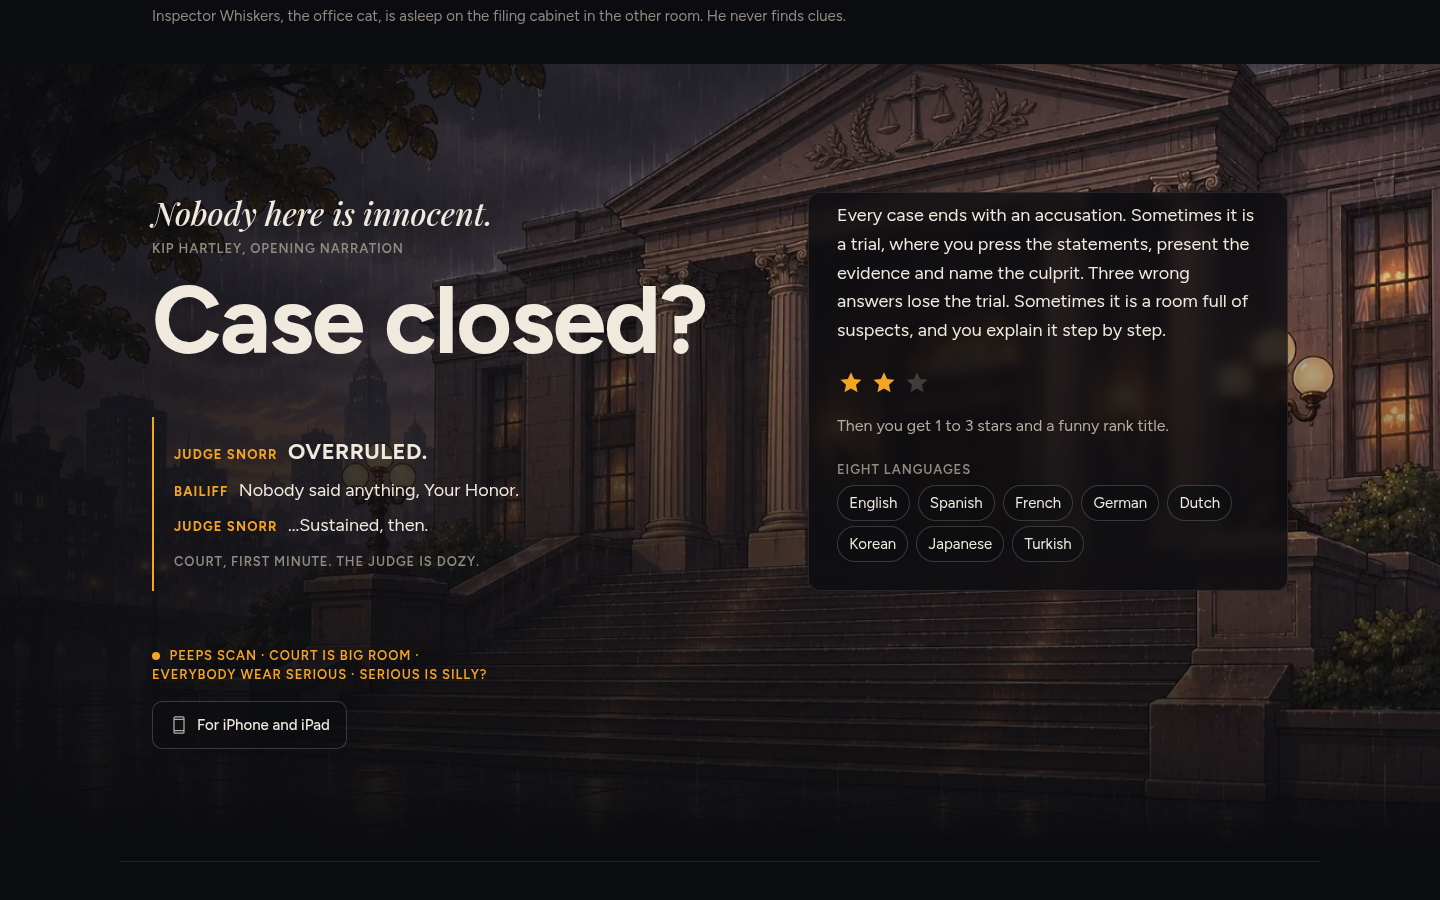 Inspector Whiskers, the office cat, is asleep on the filing cabinet in the other room. He never finds clues.
Nobody here is innocent.
KIP HARTLEY, OPENING NARRATION
Case closed?
JUDGE SNORR OVERRULED.
BAILIFF Nobody said anything, Your Honor.
JUDGE SNORR …Sustained, then.
COURT, FIRST MINUTE. THE JUDGE IS DOZY.
PEEPS SCAN · COURT IS BIG ROOM ·
EVERYBODY WEAR SERIOUS · SERIOUS IS SILLY?
For iPhone and iPad
Every case ends with an accusation. Sometimes it is
a trial, where you press the statements, present the
evidence and name the culprit. Three wrong
answers lose the trial. Sometimes it is a room full of
suspects, and you explain it step by step.
Then you get 1 to 3 stars and a funny rank title.
EIGHT LANGUAGES
English Spanish French German Dutch
Korean Japanese Turkish